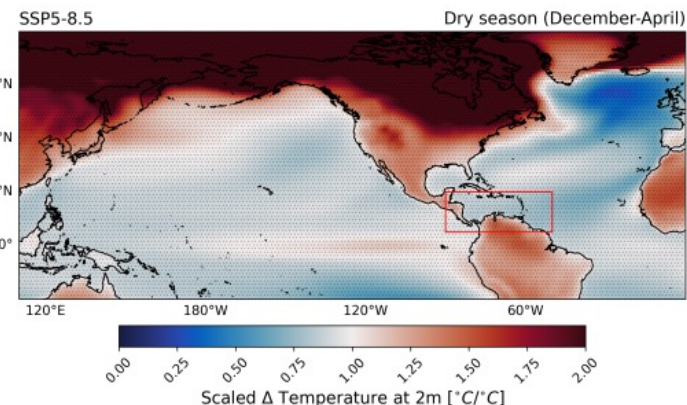 SSP5-8.5 Dry season (December-April)
°N
°N
°N
0°
120°E 180°W 120°W 60°W
0.00 0.25 0.50 0.75 1.00 1.25 1.50 1.75 2.00
Scaled Δ Temperature at 2m [°C/°C]